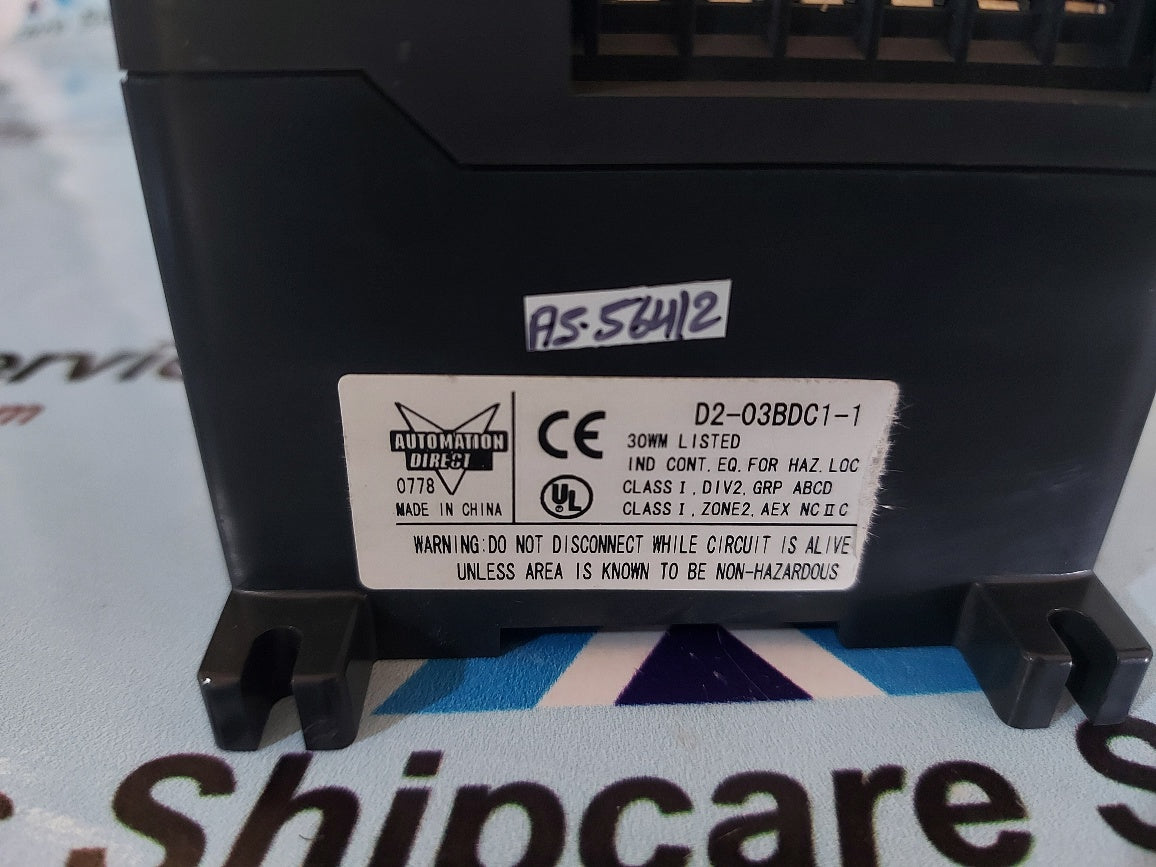 AS-56412
AUTOMATION
DIRECT
0778
MADE IN CHINA
CE
UL
D2-03BDC1-1
30WM LISTED
IND CONT. EQ. FOR HAZ. LOC
CLASS I, DIV2, GRP ABCD
CLASS I, ZONE2, AEX NC II C
WARNING:DO NOT DISCONNECT WHILE CIRCUIT IS ALIVE
UNLESS AREA IS KNOWN TO BE NON-HAZARDOUS
Shipcare S